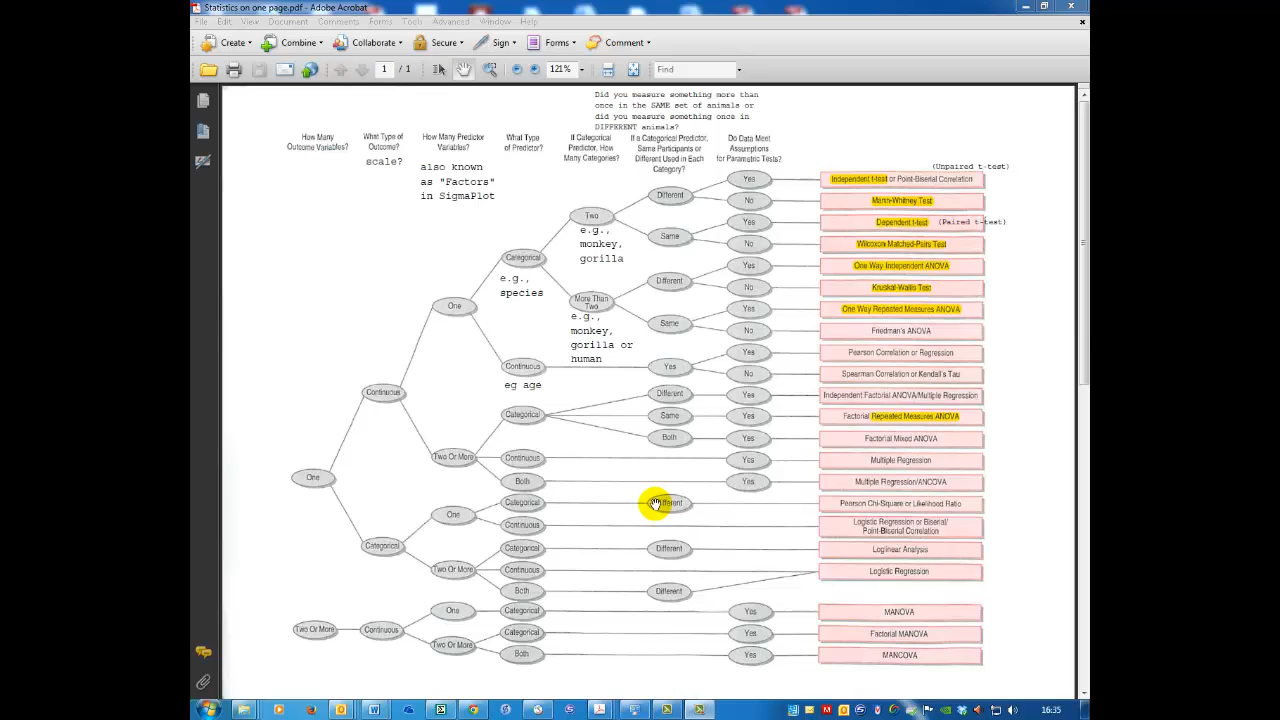 Statistics on one page.pdf - Adobe Acrobat
File Edit View Document Comments Forms Tools Advanced Window Help
Create Combine Collaborate Secure Sign Forms Comment
1 / 1 121% Find
Did you measure something more than
once in the SAME set of animals or
did you measure something once in
DIFFERENT animals?
How Many
Outcome Variables?
What Type of
Outcome?
scale?
How Many Predictor
Variables?
also known
as "Factors"
in SigmaPlot
What Type
of Predictor?
If Categorical
Predictor, How
Many Categories?
If a Categorical Predictor,
Same Participants or
Different Used in Each
Category?
Do Data Meet
Assumptions
for Parametric Tests?
(Unpaired t-test)
Yes Independent t-test or Point-Biserial Correlation
Different
No Mann-Whitney Test
Two
e.g.,
monkey,
gorilla
Yes Dependent t-test (Paired t-test
Same
No Wilcoxon Matched-Pairs Test
Categorical
e.g.,
species
Yes One Way Independent ANOVA
Different
No Kruskal-Wallis Test
More Than
Two
e.g.,
monkey,
gorilla or
human
One
Yes One Way Repeated Measures ANOVA
Same
No Friedman's ANOVA
Yes Pearson Correlation or Regression
Continuous Yes
eg age
No Spearman Correlation or Kendall's Tau
Continuous
Different Yes Independent Factorial ANOVA/Multiple Regression
Categorical Same Yes Factorial Repeated Measures ANOVA
Both Yes Factorial Mixed ANOVA
Two Or More Continuous Yes Multiple Regression
One
Both Yes Multiple Regression/ANCOVA
Categorical Different Pearson Chi-Square or Likelihood Ratio
One
Continuous Logistic Regression or Biserial/
Point-Biserial Correlation
Categorical
Categorical Different Loglinear Analysis
Two Or More Continuous Logistic Regression
Both Different
One Categorical Yes MANOVA
Two Or More Continuous
Two Or More Categorical Yes Factorial MANOVA
Both Yes MANCOVA
16:35